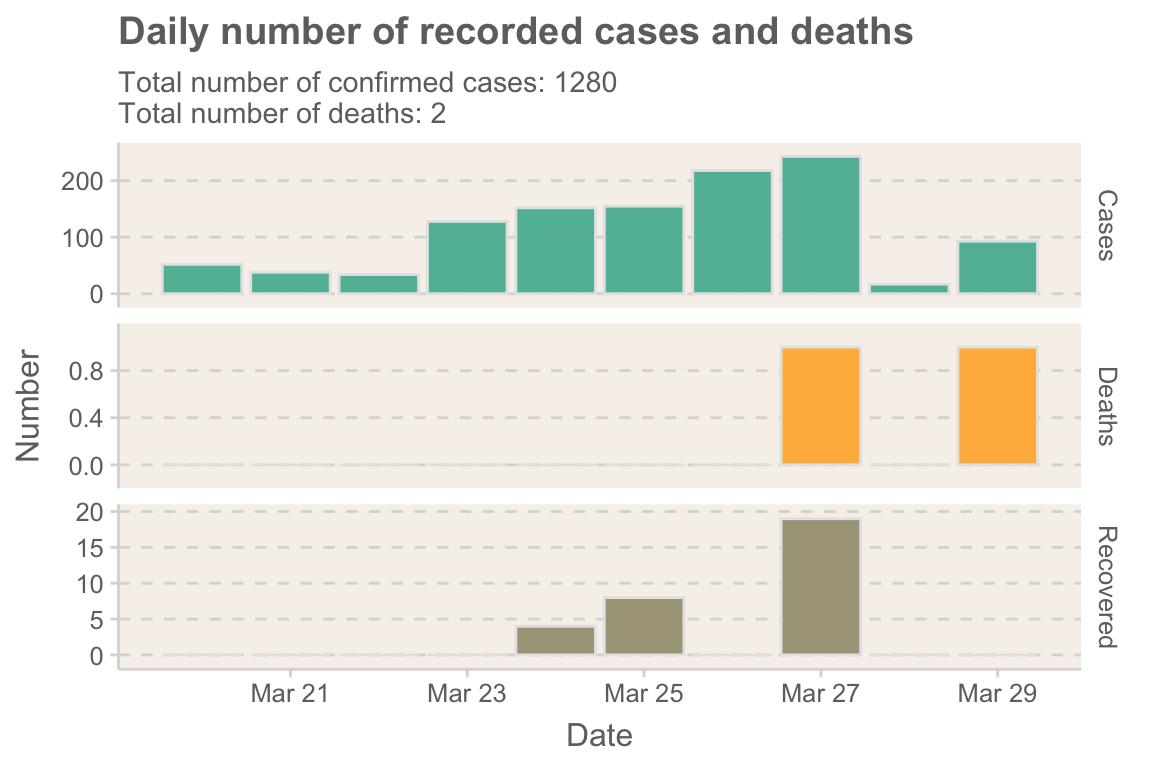 Daily number of recorded cases and deaths
Total number of confirmed cases: 1280
Total number of deaths: 2
200
100
0
Cases
Number
0.8
0.4
0.0
Deaths
20
15
10
5
0
Recovered
Mar 21 Mar 23 Mar 25 Mar 27 Mar 29
Date